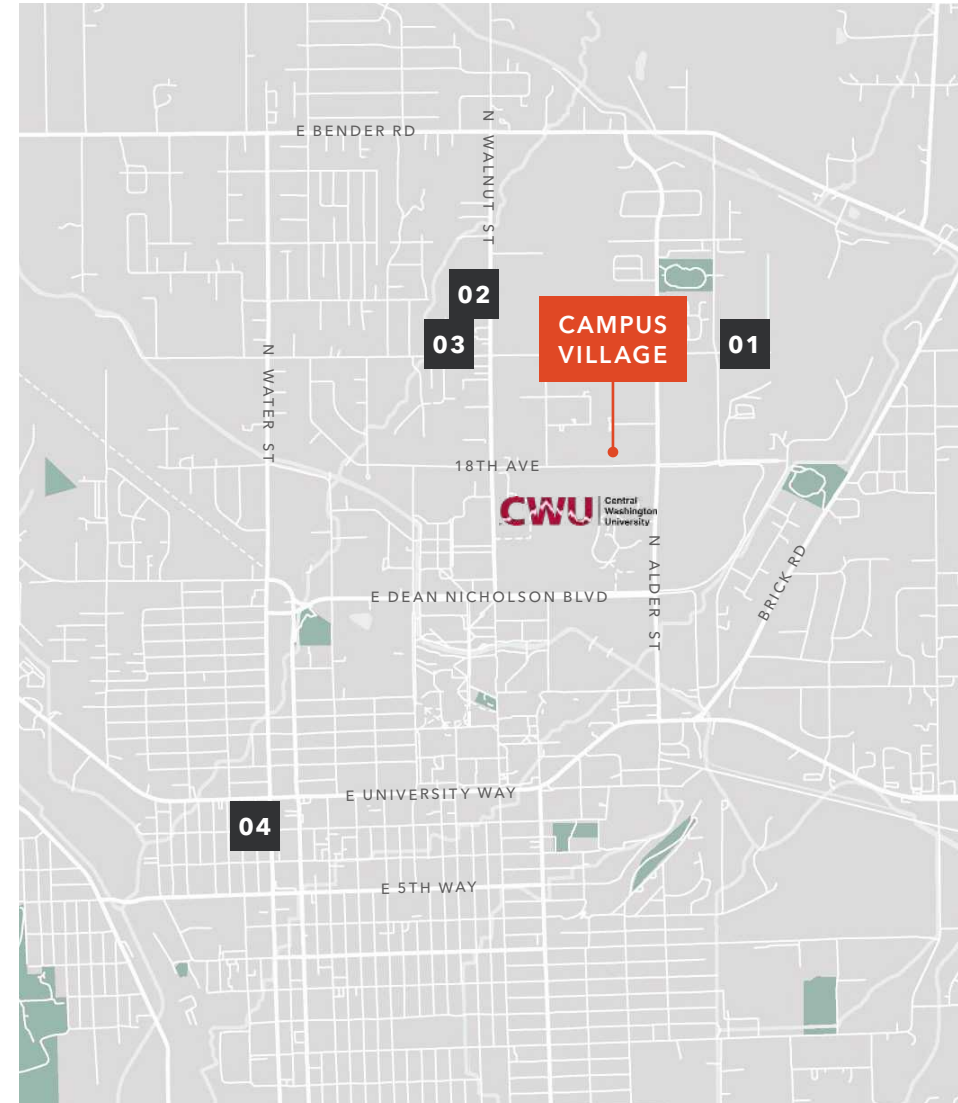 E BENDER RD
N WALNUT ST
02
CAMPUS
VILLAGE
03
01
N WATER ST
18TH AVE
CWU
Central
Washington
University
N ALDER ST
E DEAN NICHOLSON BLVD
BRICK RD
E UNIVERSITY WAY
04
E 5TH WAY